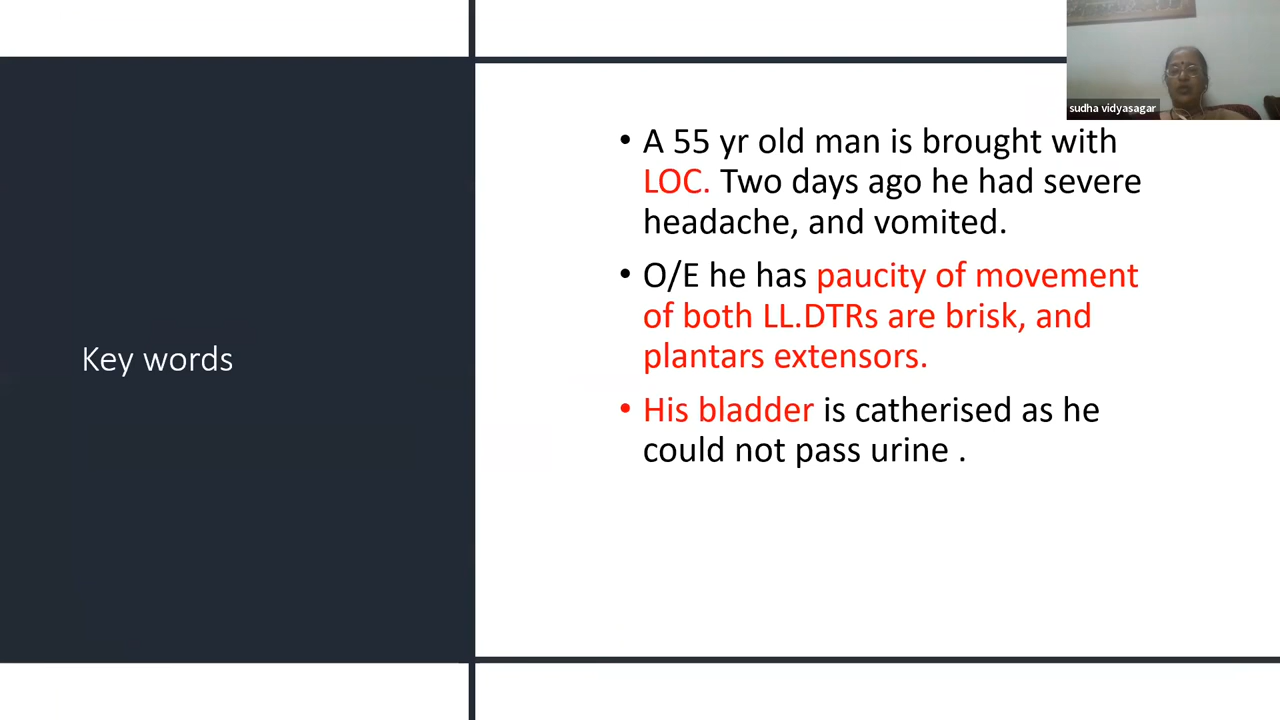 sudha vidyasagar
• A 55 yr old man is brought with
LOC. Two days ago he had severe
headache, and vomited.
• O/E he has paucity of movement
of both LL.DTRs are brisk, and
plantars extensors.
• His bladder is catherised as he
could not pass urine .
Key words